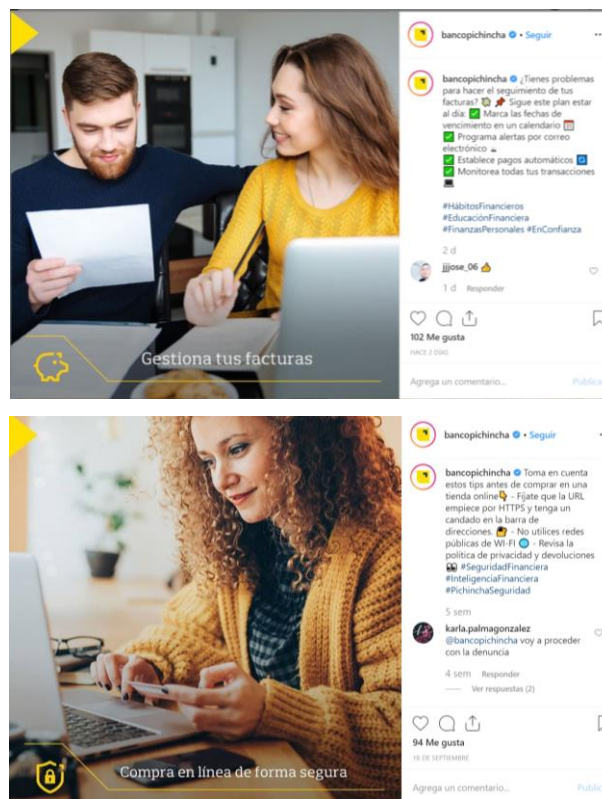 Gestiona tus facturas
bancopichincha • Seguir
bancopichincha ¿Tienes problemas
para hacer el seguimiento de tus
facturas? Sigue este plan estar
al día: Marca las fechas de
vencimiento en un calendario
Programa alertas por correo
electrónico
Establece pagos automáticos
Monitorea todas tus transacciones
#HábitosFinancieros
#EducaciónFinanciera
#FinanzasPersonales #EnConfianza
2 d
jjjose_06
1 d Responder
102 Me gusta
HACE 2 DÍAS
Agrega un comentario... Publica
Compra en línea de forma segura
bancopichincha • Seguir
bancopichincha Toma en cuenta
estos tips antes de comprar en una
tienda online - Fíjate que la URL
empiece por HTTPS y tenga un
candado en la barra de
direcciones. - No utilices redes
públicas de WI-FI - Revisa la
política de privacidad y devoluciones
#SeguridadFinanciera
#InteligenciaFinanciera
#PichinchaSeguridad
5 sem
karla.palmagonzalez
@bancopichincha voy a proceder
con la denuncia
4 sem Responder
Ver respuestas (2)
94 Me gusta
18 DE SEPTIEMBRE
Agrega un comentario... Public